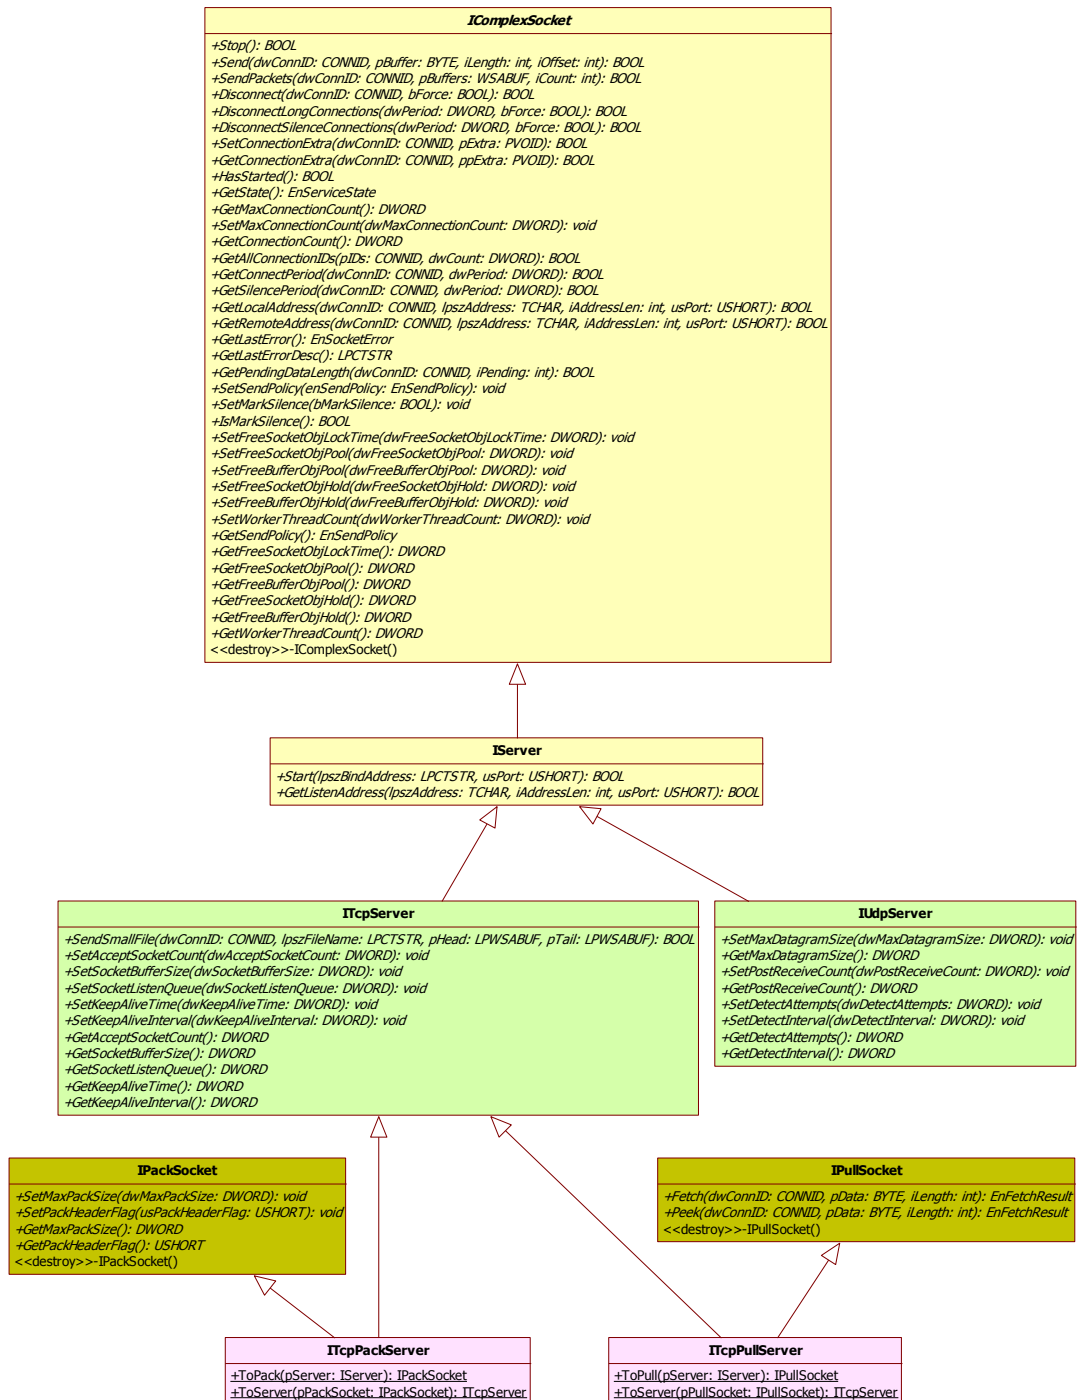 IComplexSocket
+Stop(): BOOL
+Send(dwConnID: CONNID, pBuffer: BYTE, iLength: int, iOffset: int): BOOL
+SendPackets(dwConnID: CONNID, pBuffers: WSABUF, iCount: int): BOOL
+Disconnect(dwConnID: CONNID, bForce: BOOL): BOOL
+DisconnectLongConnections(dwPeriod: DWORD, bForce: BOOL): BOOL
+DisconnectSilenceConnections(dwPeriod: DWORD, bForce: BOOL): BOOL
+SetConnectionExtra(dwConnID: CONNID, pExtra: PVOID): BOOL
+GetConnectionExtra(dwConnID: CONNID, ppExtra: PVOID): BOOL
+HasStarted(): BOOL
+GetState(): EnServiceState
+GetMaxConnectionCount(): DWORD
+SetMaxConnectionCount(dwMaxConnectionCount: DWORD): void
+GetConnectionCount(): DWORD
+GetAllConnectionIDs(pIDs: CONNID, dwCount: DWORD): BOOL
+GetConnectPeriod(dwConnID: CONNID, dwPeriod: DWORD): BOOL
+GetSilencePeriod(dwConnID: CONNID, dwPeriod: DWORD): BOOL
+GetLocalAddress(dwConnID: CONNID, lpszAddress: TCHAR, iAddressLen: int, usPort: USHORT): BOOL
+GetRemoteAddress(dwConnID: CONNID, lpszAddress: TCHAR, iAddressLen: int, usPort: USHORT): BOOL
+GetLastError(): EnSocketError
+GetLastErrorDesc(): LPCTSTR
+GetPendingDataLength(dwConnID: CONNID, iPending: int): BOOL
+SetSendPolicy(enSendPolicy: EnSendPolicy): void
+SetMarkSilence(bMarkSilence: BOOL): void
+IsMarkSilence(): BOOL
+SetFreeSocketObjLockTime(dwFreeSocketObjLockTime: DWORD): void
+SetFreeSocketObjPool(dwFreeSocketObjPool: DWORD): void
+SetFreeBufferObjPool(dwFreeBufferObjPool: DWORD): void
+SetFreeSocketObjHold(dwFreeSocketObjHold: DWORD): void
+SetFreeBufferObjHold(dwFreeBufferObjHold: DWORD): void
+SetWorkerThreadCount(dwWorkerThreadCount: DWORD): void
+GetSendPolicy(): EnSendPolicy
+GetFreeSocketObjLockTime(): DWORD
+GetFreeSocketObjPool(): DWORD
+GetFreeBufferObjPool(): DWORD
+GetFreeSocketObjHold(): DWORD
+GetFreeBufferObjHold(): DWORD
+GetWorkerThreadCount(): DWORD
<<destroy>>-IComplexSocket()
IServer
+Start(lpszBindAddress: LPCTSTR, usPort: USHORT): BOOL
+GetListenAddress(lpszAddress: TCHAR, iAddressLen: int, usPort: USHORT): BOOL
ITcpServer
+SendSmallFile(dwConnID: CONNID, lpszFileName: LPCTSTR, pHead: LPWSABUF, pTail: LPWSABUF): BOOL
+SetAcceptSocketCount(dwAcceptSocketCount: DWORD): void
+SetSocketBufferSize(dwSocketBufferSize: DWORD): void
+SetSocketListenQueue(dwSocketListenQueue: DWORD): void
+SetKeepAliveTime(dwKeepAliveTime: DWORD): void
+SetKeepAliveInterval(dwKeepAliveInterval: DWORD): void
+GetAcceptSocketCount(): DWORD
+GetSocketBufferSize(): DWORD
+GetSocketListenQueue(): DWORD
+GetKeepAliveTime(): DWORD
+GetKeepAliveInterval(): DWORD
IUdpServer
+SetMaxDatagramSize(dwMaxDatagramSize: DWORD): void
+GetMaxDatagramSize(): DWORD
+SetPostReceiveCount(dwPostReceiveCount: DWORD): void
+GetPostReceiveCount(): DWORD
+SetDetectAttempts(dwDetectAttempts: DWORD): void
+SetDetectInterval(dwDetectInterval: DWORD): void
+GetDetectAttempts(): DWORD
+GetDetectInterval(): DWORD
IPackSocket
+SetMaxPackSize(dwMaxPackSize: DWORD): void
+SetPackHeaderFlag(usPackHeaderFlag: USHORT): void
+GetMaxPackSize(): DWORD
+GetPackHeaderFlag(): USHORT
<<destroy>>-IPackSocket()
IPullSocket
+Fetch(dwConnID: CONNID, pData: BYTE, iLength: int): EnFetchResult
+Peek(dwConnID: CONNID, pData: BYTE, iLength: int): EnFetchResult
<<destroy>>-IPullSocket()
ITcpPackServer
+ToPack(pServer: IServer): IPackSocket
+ToServer(pPackSocket: IPackSocket): ITcpServer
ITcpPullServer
+ToPull(pServer: IServer): IPullSocket
+ToServer(pPullSocket: IPullSocket): ITcpServer